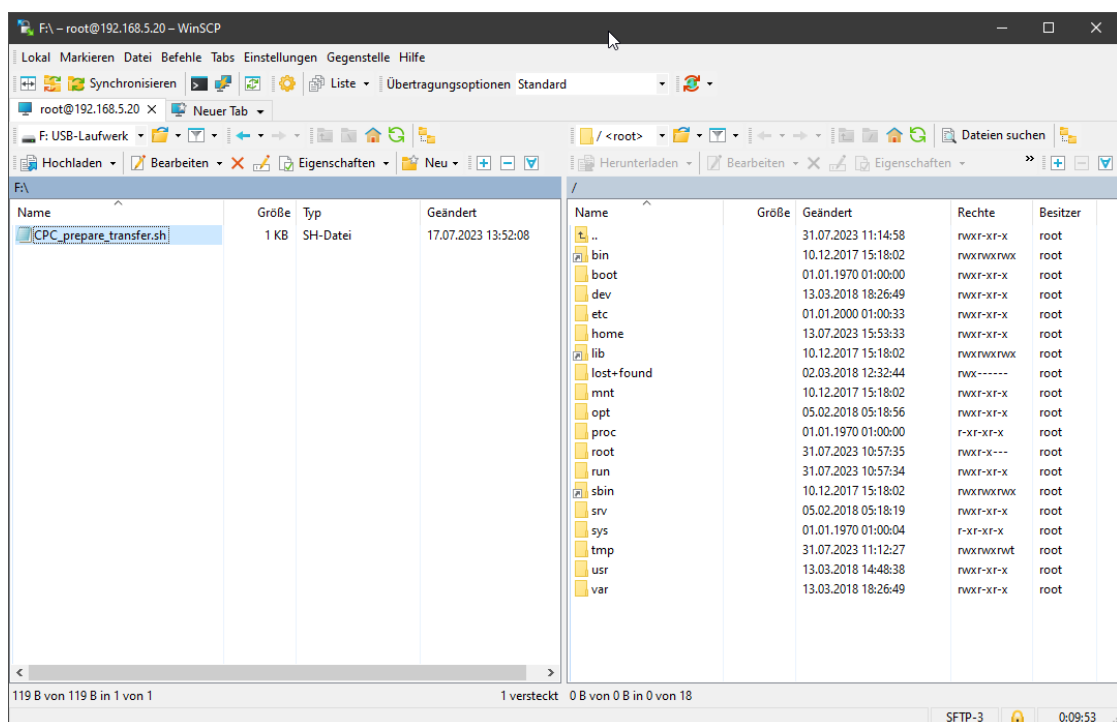 F:\ – root@192.168.5.20 – WinSCP
Lokal Markieren Datei Befehle Tabs Einstellungen Gegenstelle Hilfe
Synchronisieren Liste Übertragungsoptionen Standard
root@192.168.5.20 Neuer Tab
F: USB-Laufwerk
Hochladen Bearbeiten Eigenschaften Neu
F:\
Name Größe Typ Geändert
CPC_prepare_transfer.sh 1 KB SH-Datei 17.07.2023 13:52:08
119 B von 119 B in 1 von 1 1 versteckt
/ <root> Dateien suchen
Herunterladen Bearbeiten Eigenschaften »
/
Name Größe Geändert Rechte Besitzer
.. 31.07.2023 11:14:58 rwxr-xr-x root
bin 10.12.2017 15:18:02 rwxrwxrwx root
boot 01.01.1970 01:00:00 rwxr-xr-x root
dev 13.03.2018 18:26:49 rwxr-xr-x root
etc 01.01.2000 01:00:33 rwxr-xr-x root
home 13.07.2023 15:53:33 rwxr-xr-x root
lib 10.12.2017 15:18:02 rwxrwxrwx root
lost+found 02.03.2018 12:32:44 rwx------ root
mnt 10.12.2017 15:18:02 rwxr-xr-x root
opt 05.02.2018 05:18:56 rwxr-xr-x root
proc 01.01.1970 01:00:00 r-xr-xr-x root
root 31.07.2023 10:57:35 rwxr-x--- root
run 31.07.2023 10:57:34 rwxr-xr-x root
sbin 10.12.2017 15:18:02 rwxrwxrwx root
srv 05.02.2018 05:18:19 rwxr-xr-x root
sys 01.01.1970 01:00:04 r-xr-xr-x root
tmp 31.07.2023 11:12:27 rwxrwxrwt root
usr 13.03.2018 14:48:38 rwxr-xr-x root
var 13.03.2018 18:26:49 rwxr-xr-x root
0 B von 0 B in 0 von 18
SFTP-3 0:09:53